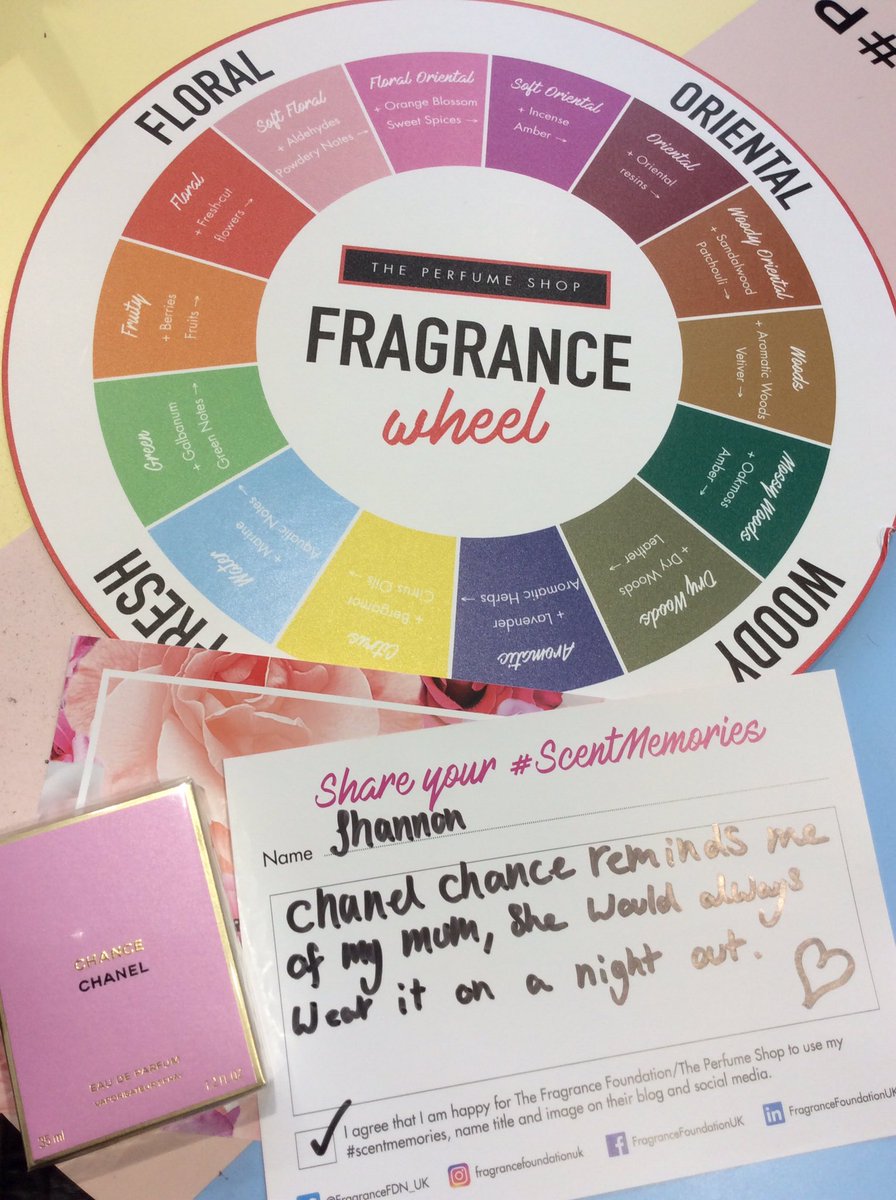 #P
FLORAL
ORIENTAL
WOODY
FRESH
Soft Floral
+ Aldehydes
Powdery Notes →
Floral Oriental
+ Orange Blossom
Sweet Spices →
Soft Oriental
+ Incense
Amber →
Oriental
+ Oriental
resins →
Woody Oriental
+ Sandalwood
Patchouli →
Woods
+ Aromatic Woods
Vetiver →
Mossy Woods
+ Oakmoss
Amber →
Dry Woods
+ Dry Woods
Leather →
Aromatic
+ Lavender
Aromatic Herbs →
Citrus
+ Bergamot
Citrus Oils →
Water
+ Marine
Aquatic Notes →
Green
+ Galbanum
Green Notes →
Fruity
+ Berries
Fruits →
Floral
+ Fresh-cut
flowers →
THE PERFUME SHOP
FRAGRANCE
wheel
Share your #ScentMemories
Name Shannon
Chanel chance reminds me
of my mum, she would always
wear it on a night out.
I agree that I am happy for The Fragrance Foundation/The Perfume Shop to use my
#scentmemories, name title and image on their blog and social media.
@FragranceFDN_UK
fragrancefoundationuk
FragranceFoundationUK
FragranceFoundationUK
CHANCE
CHANEL
EAU DE PARFUM
VAPORISATEUR SPRAY
35 ml
1.2 FL. OZ.